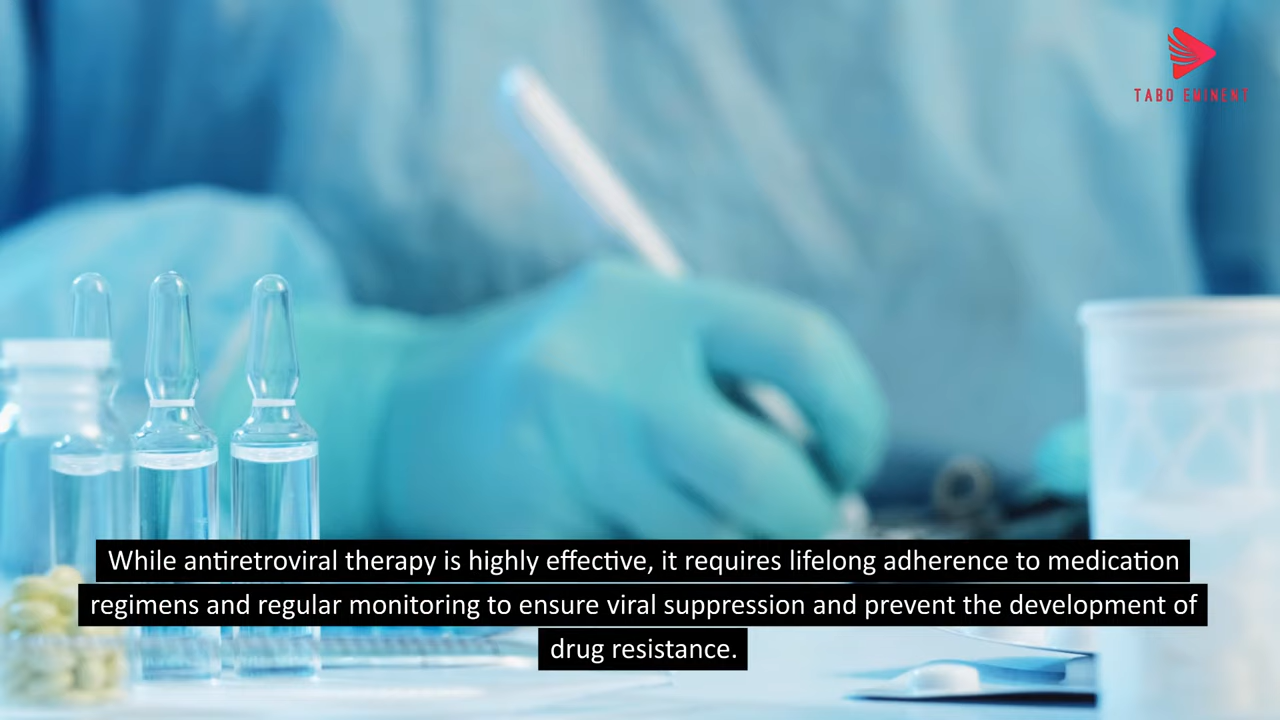 TABO EMINENT
While antiretroviral therapy is highly effective, it requires lifelong adherence to medication
regimens and regular monitoring to ensure viral suppression and prevent the development of
drug resistance.